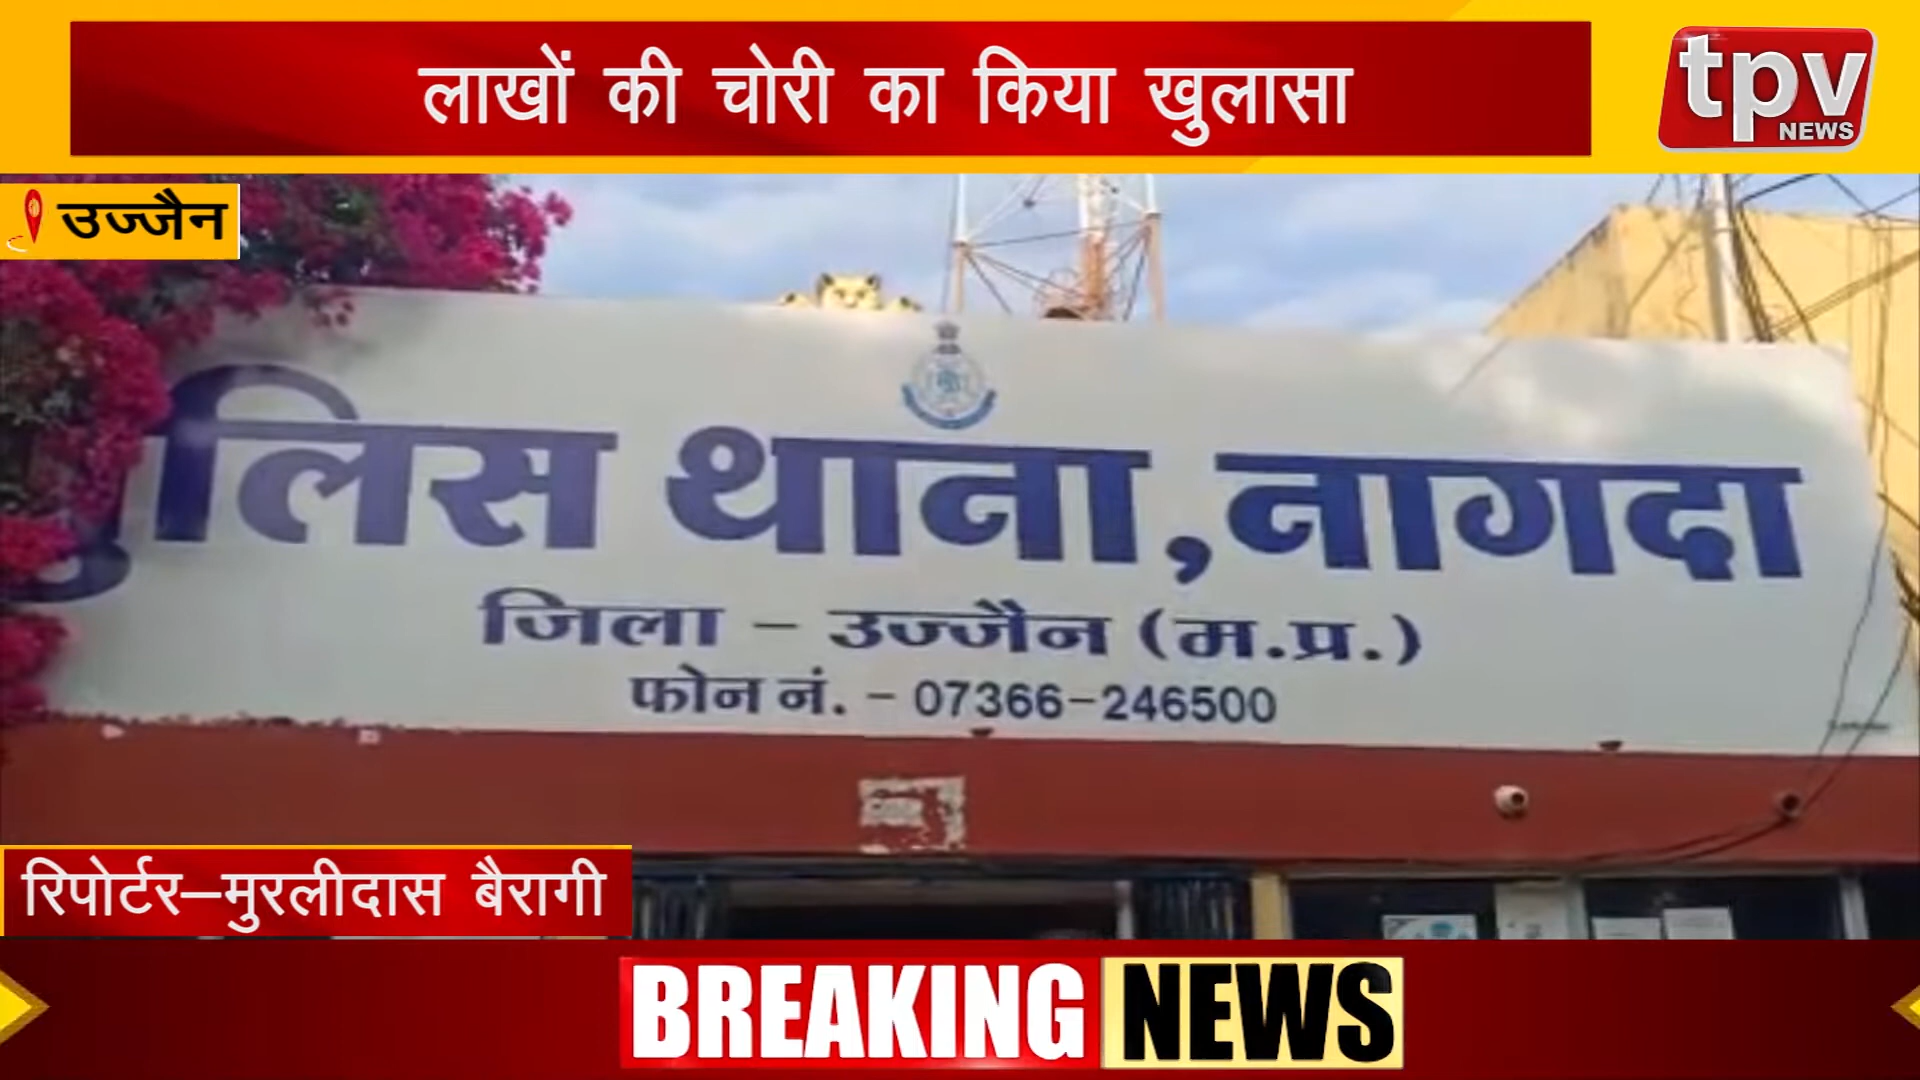 लाखों की चोरी का किया खुलासा
tpv
NEWS
उज्जैन
पुलिस थाना, नागदा
जिला - उज्जैन (म.प्र.)
फोन नं. - 07366-246500
रिपोर्टर–मुरलीदास बैरागी
BREAKING NEWS